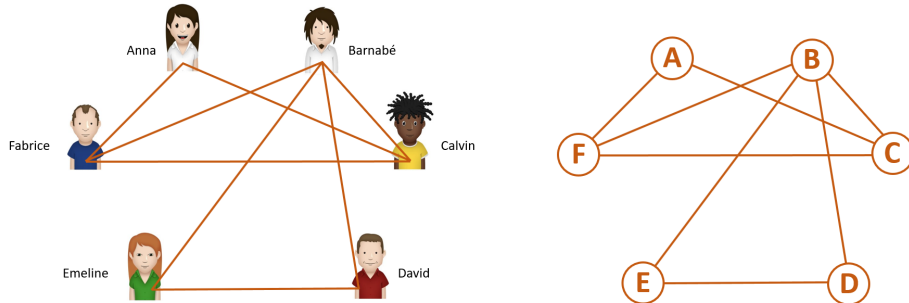 Anna
Barnabé
Fabrice
Calvin
Emeline
David
A
B
F
C
E
D